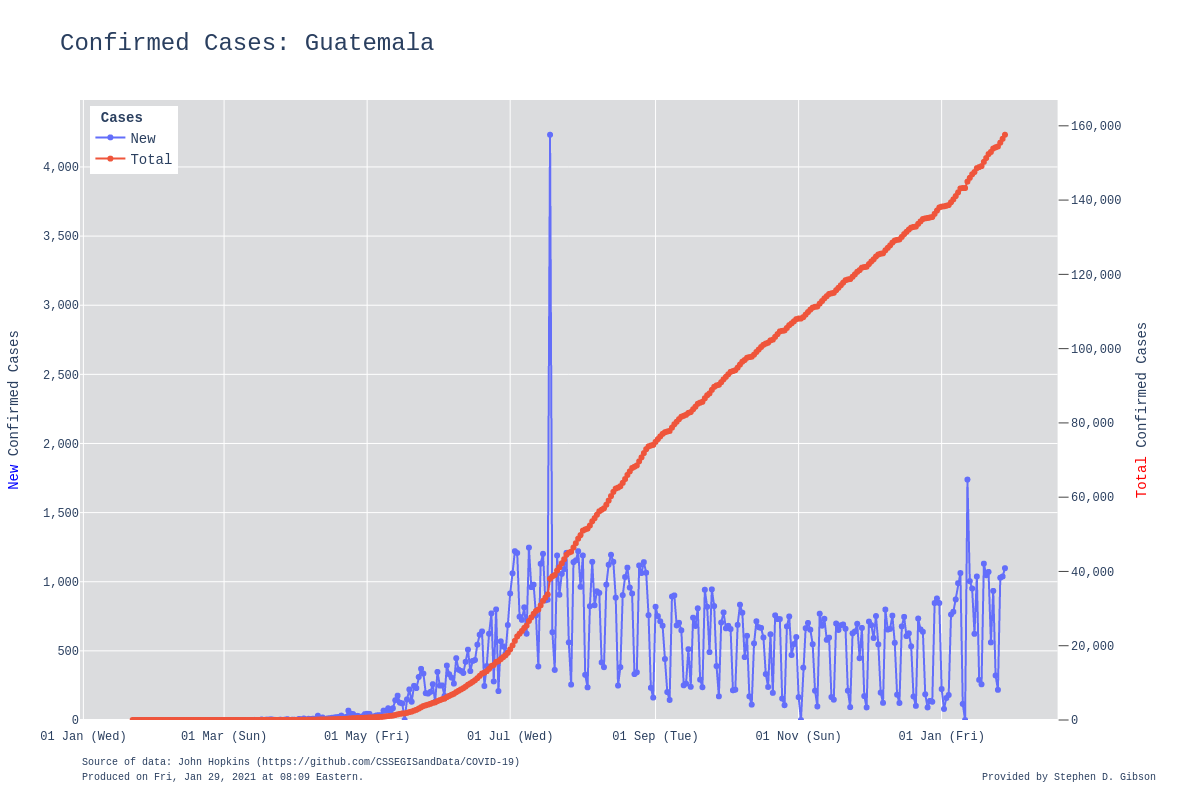 Confirmed Cases: Guatemala
Cases
New
Total
4,000
3,500
3,000
2,500
2,000
1,500
1,000
500
0
New Confirmed Cases
160,000
140,000
120,000
100,000
80,000
60,000
40,000
20,000
0
Total Confirmed Cases
01 Jan (Wed) 01 Mar (Sun) 01 May (Fri) 01 Jul (Wed) 01 Sep (Tue) 01 Nov (Sun) 01 Jan (Fri)
Source of data: John Hopkins (https://github.com/CSSEGISandData/COVID-19)
Produced on Fri, Jan 29, 2021 at 08:09 Eastern.
Provided by Stephen D. Gibson